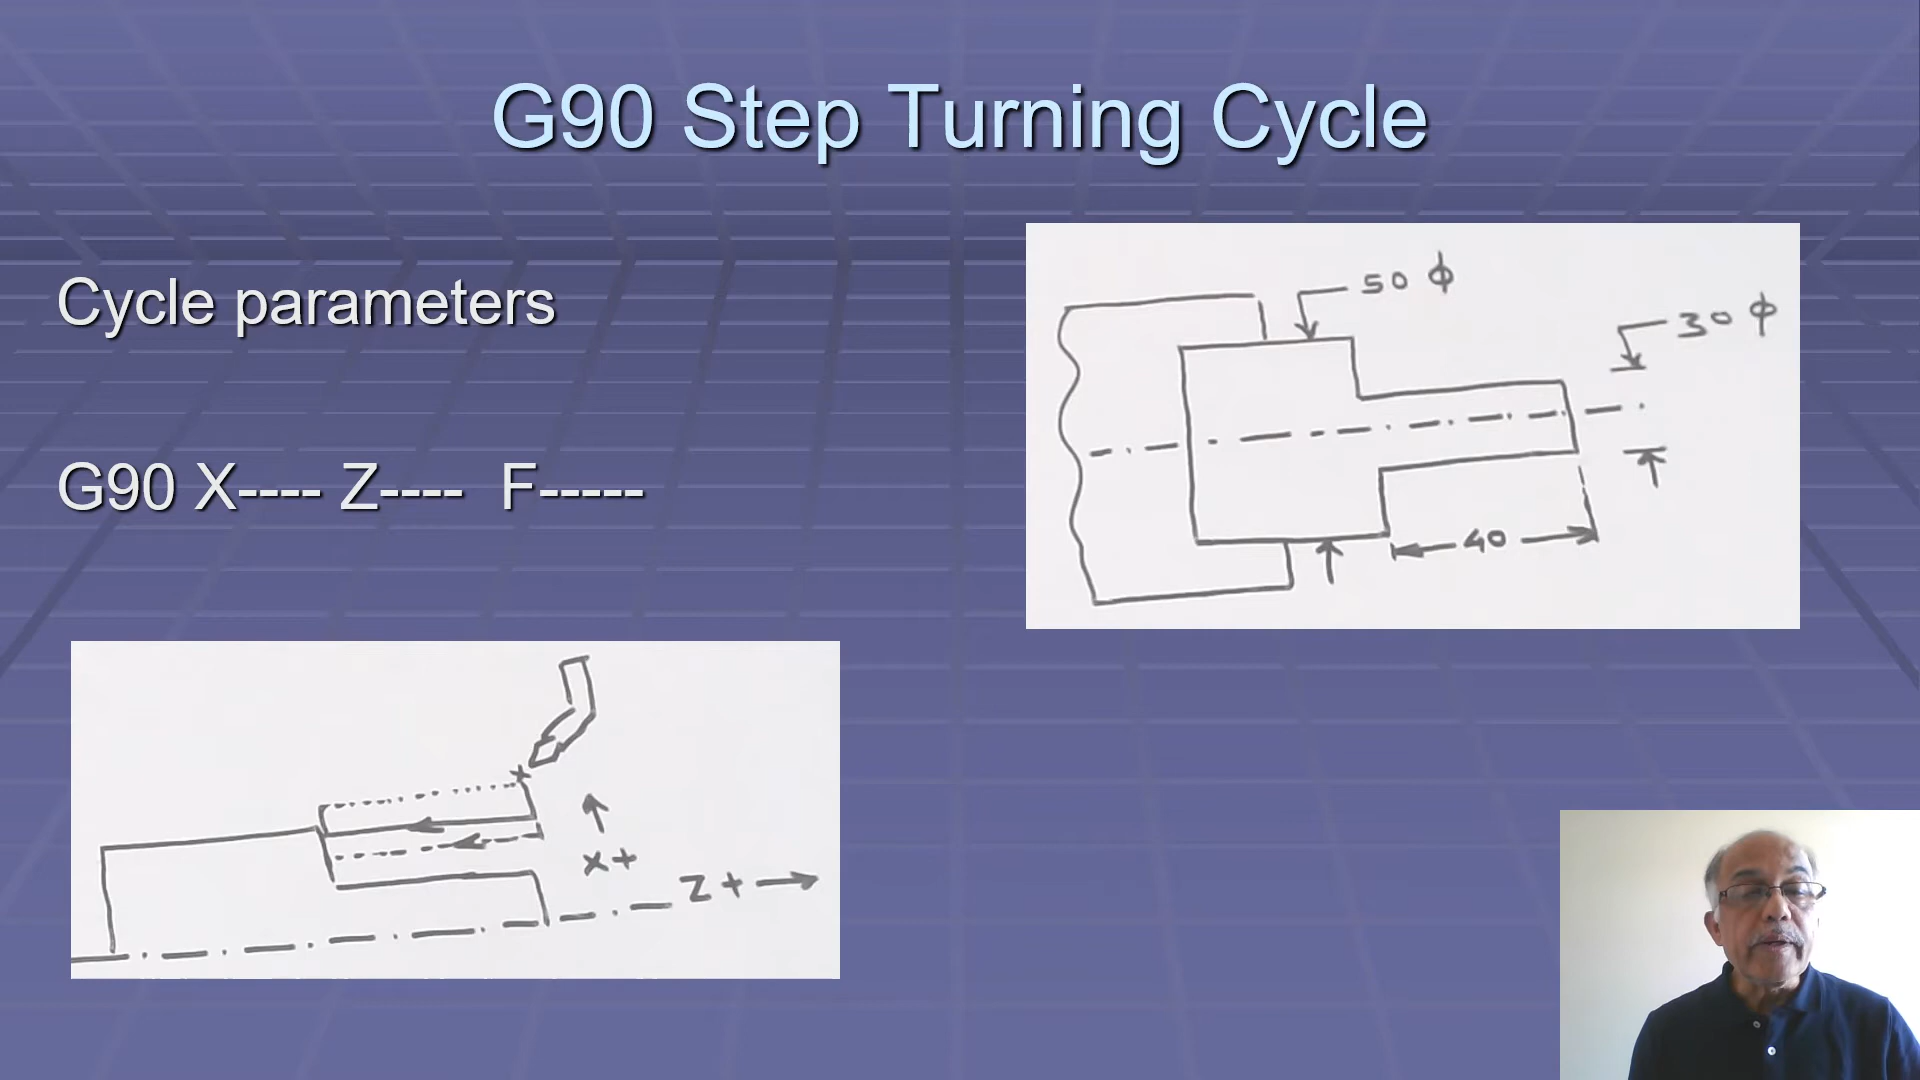 G90 Step Turning Cycle
Cycle parameters
G90 X---- Z---- F-----
50 ϕ
30 ϕ
40
X+
Z+